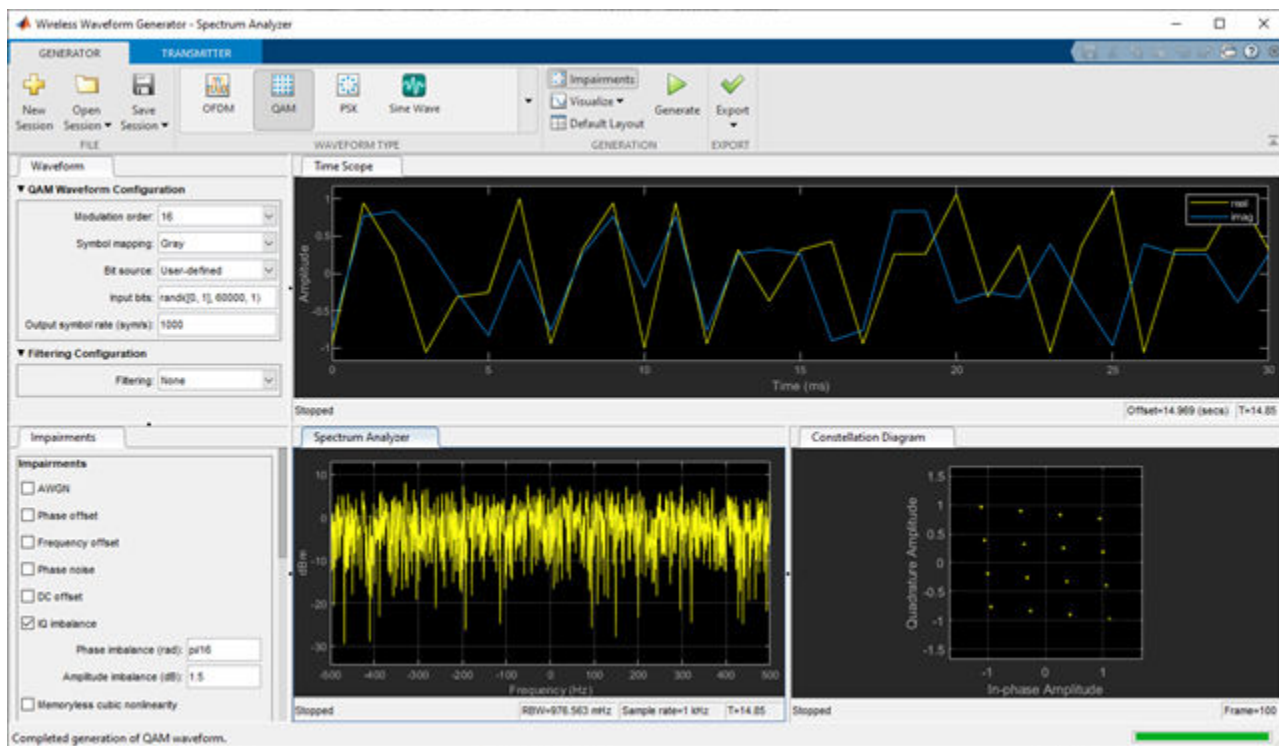 Wireless Waveform Generator - Spectrum Analyzer
GENERATOR
TRANSMITTER
New Session
Open Session
Save Session
OFDM
QAM
PSK
Sine Wave
Impairments
Visualize
Default Layout
Generate
Export
FILE
WAVEFORM TYPE
GENERATION
EXPORT
Waveform
QAM Waveform Configuration
Modulation order: 16
Symbol mapping: Gray
Bit source: User-defined
Input bits: randi([0, 1], 60000, 1)
Output symbol rate (sym/s): 1000
Filtering Configuration
Filtering: None
Time Scope
real
imag
1
0.5
0
-0.5
-1
Amplitude
0 5 10 15 20 25 30
Time (ms)
Stopped
Offset=14.969 (secs) T=14.85
Impairments
Impairments
AWGN
Phase offset
Frequency offset
Phase noise
DC offset
IQ imbalance
Phase imbalance (rad): pi/16
Amplitude imbalance (dB): 1.5
Memoryless cubic nonlinearity
Spectrum Analyzer
10
0
-10
-20
-30
dBm
-500 -400 -300 -200 -100 0 100 200 300 400 500
Frequency (Hz)
Stopped
RBW=976.563 mHz Sample rate=1 kHz T=14.85
Constellation Diagram
1.5
1
0.5
0
-0.5
-1
-1.5
Quadrature Amplitude
-1 0 1
In-phase Amplitude
Stopped
Frame=100
Completed generation of QAM waveform.